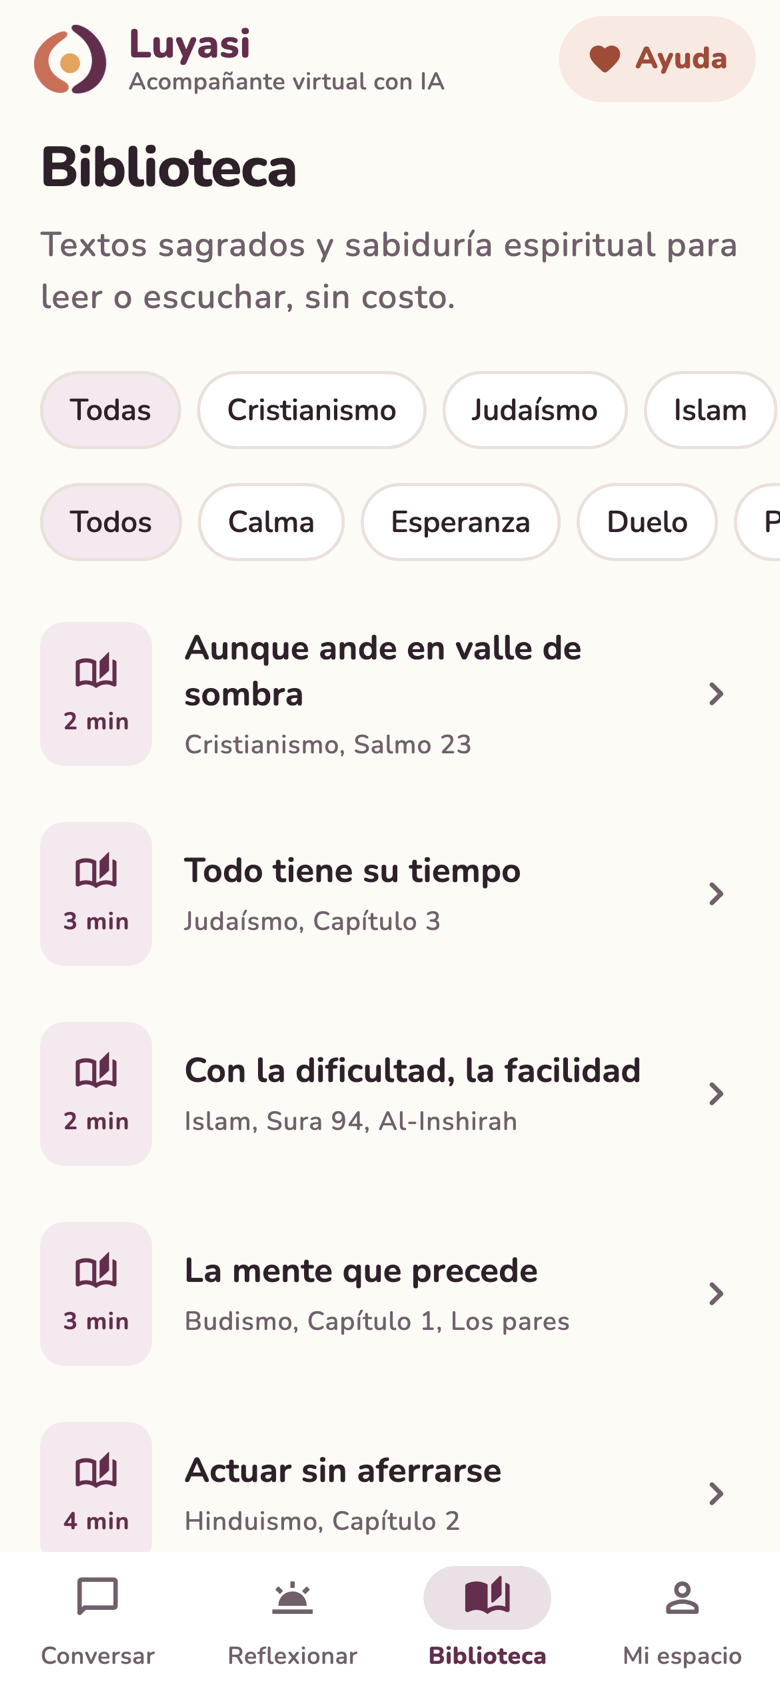 Luyasi
Acompañante virtual con IA
Ayuda
Biblioteca
Textos sagrados y sabiduría espiritual para
leer o escuchar, sin costo.
Todas
Cristianismo
Judaísmo
Islam
Todos
Calma
Esperanza
Duelo
Aunque ande en valle de
sombra
2 min
Cristianismo, Salmo 23
Todo tiene su tiempo
3 min
Judaísmo, Capítulo 3
Con la dificultad, la facilidad
2 min
Islam, Sura 94, Al-Inshirah
La mente que precede
3 min
Budismo, Capítulo 1, Los pares
Actuar sin aferrarse
4 min
Hinduismo, Capítulo 2
Conversar
Reflexionar
Biblioteca
Mi espacio